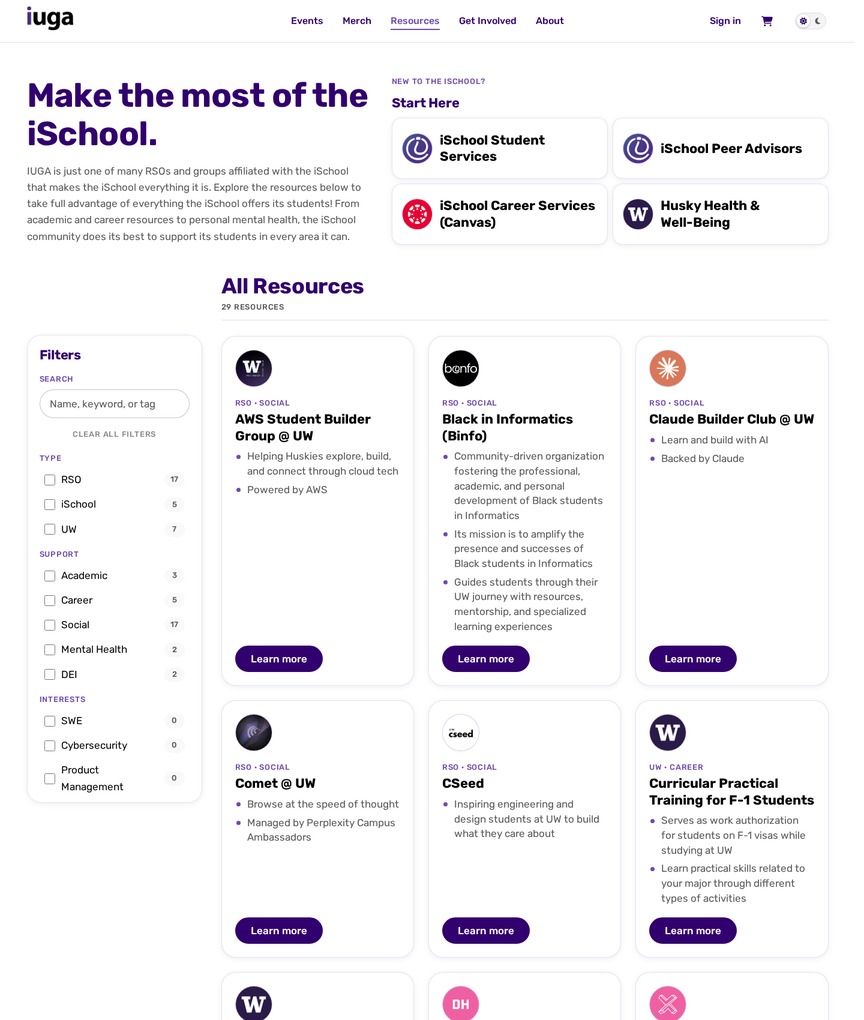 iuga
Events
Merch
Resources
Get Involved
About
Sign in
Make the most of the
iSchool.
IUGA is just one of many RSOs and groups affiliated with the iSchool
that makes the iSchool everything it is. Explore the resources below to
take full advantage of everything the iSchool offers its students! From
academic and career resources to personal mental health, the iSchool
community does its best to support its students in every area it can.
NEW TO THE ISCHOOL?
Start Here
iSchool Student
Services
iSchool Peer Advisors
iSchool Career Services
(Canvas)
W
Husky Health &
Well-Being
All Resources
29 RESOURCES
Filters
SEARCH
Name, keyword, or tag
CLEAR ALL FILTERS
TYPE
RSO 17
iSchool 5
UW 7
SUPPORT
Academic 3
Career 5
Social 17
Mental Health 2
DEI 2
INTERESTS
SWE 0
Cybersecurity 0
Product
Management 0
W
RSO • SOCIAL
AWS Student Builder
Group @ UW
Helping Huskies explore, build,
and connect through cloud tech
Powered by AWS
Learn more
binfo
RSO • SOCIAL
Black in Informatics
(Binfo)
Community-driven organization
fostering the professional,
academic, and personal
development of Black students
in Informatics
Its mission is to amplify the
presence and successes of
Black students in Informatics
Guides students through their
UW journey with resources,
mentorship, and specialized
learning experiences
Learn more
RSO • SOCIAL
Claude Builder Club @ UW
Learn and build with AI
Backed by Claude
Learn more
RSO • SOCIAL
Comet @ UW
Browse at the speed of thought
Managed by Perplexity Campus
Ambassadors
Learn more
cseed
RSO • SOCIAL
CSeed
Inspiring engineering and
design students at UW to build
what they care about
Learn more
W
UW • CAREER
Curricular Practical
Training for F-1 Students
Serves as work authorization
for students on F-1 visas while
studying at UW
Learn practical skills related to
your major through different
types of activities
Learn more
W
DH